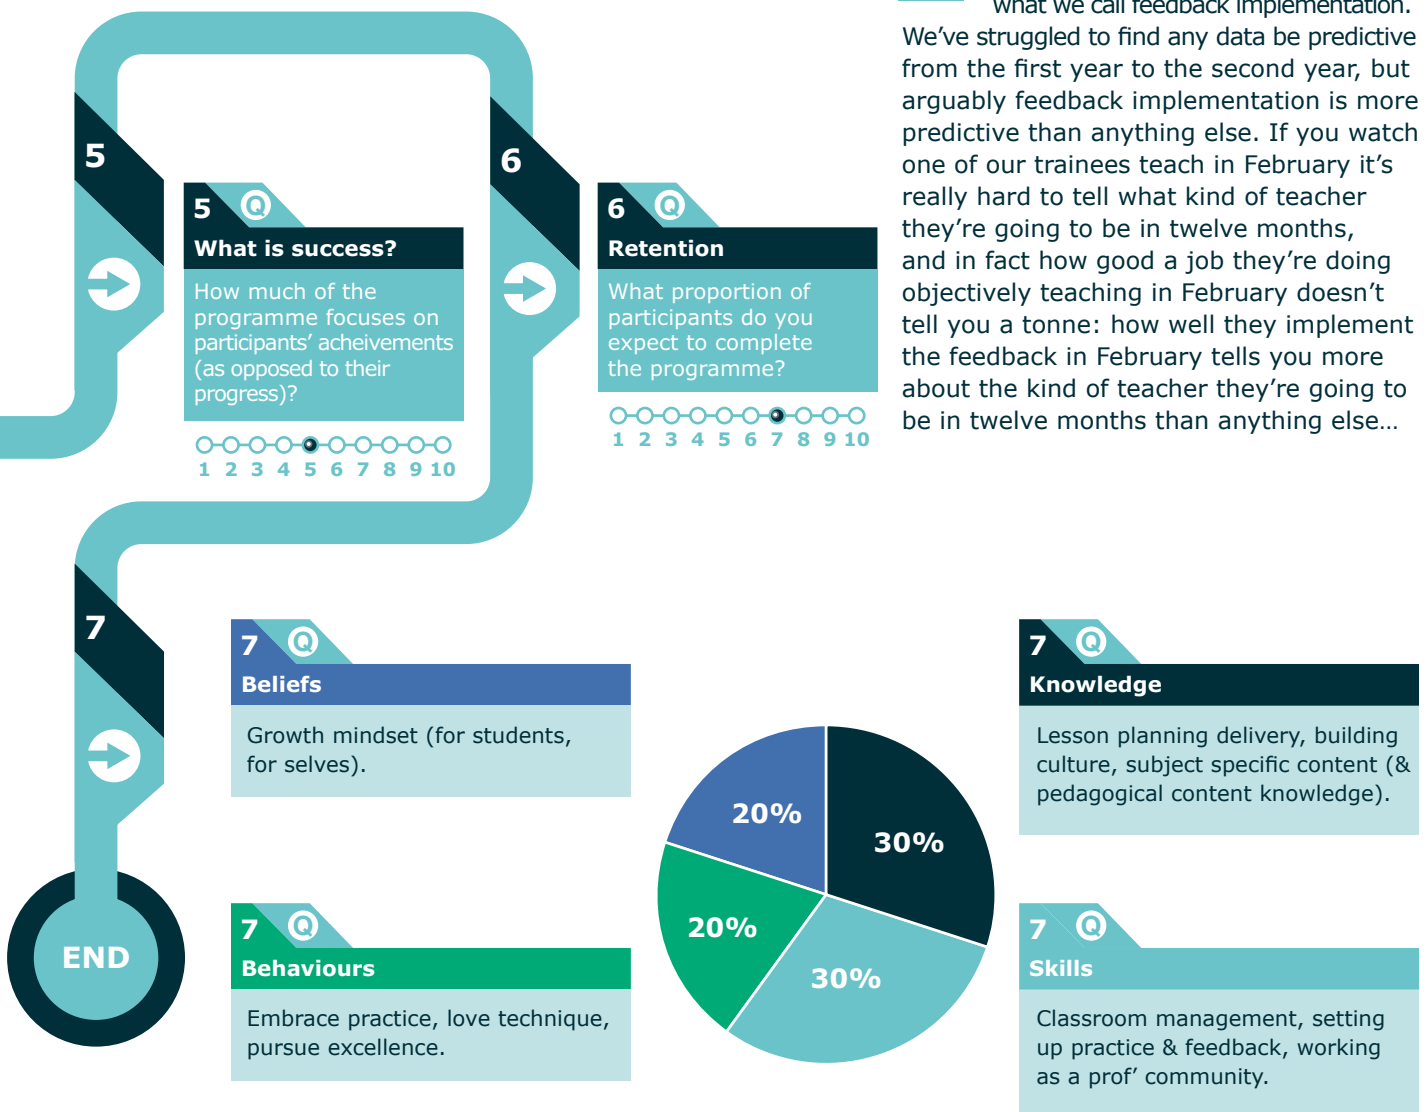 what we call feedback implementation.
We've struggled to find any data be predictive
from the first year to the second year, but
arguably feedback implementation is more
predictive than anything else. If you watch
one of our trainees teach in February it's
really hard to tell what kind of teacher
they're going to be in twelve months,
and in fact how good a job they're doing
objectively teaching in February doesn't
tell you a tonne: how well they implement
the feedback in February tells you more
about the kind of teacher they're going to
be in twelve months than anything else…
5
5 Q
What is success?
How much of the
programme focuses on
participants' acheivements
(as opposed to their
progress)?
1 2 3 4 5 6 7 8 9 10
6
6 Q
Retention
What proportion of
participants do you
expect to complete
the programme?
1 2 3 4 5 6 7 8 9 10
7
7 Q
Beliefs
Growth mindset (for students,
for selves).
7 Q
Behaviours
Embrace practice, love technique,
pursue excellence.
20%
30%
20%
30%
7 Q
Knowledge
Lesson planning delivery, building
culture, subject specific content (&
pedagogical content knowledge).
7 Q
Skills
Classroom management, setting
up practice & feedback, working
as a prof' community.
END